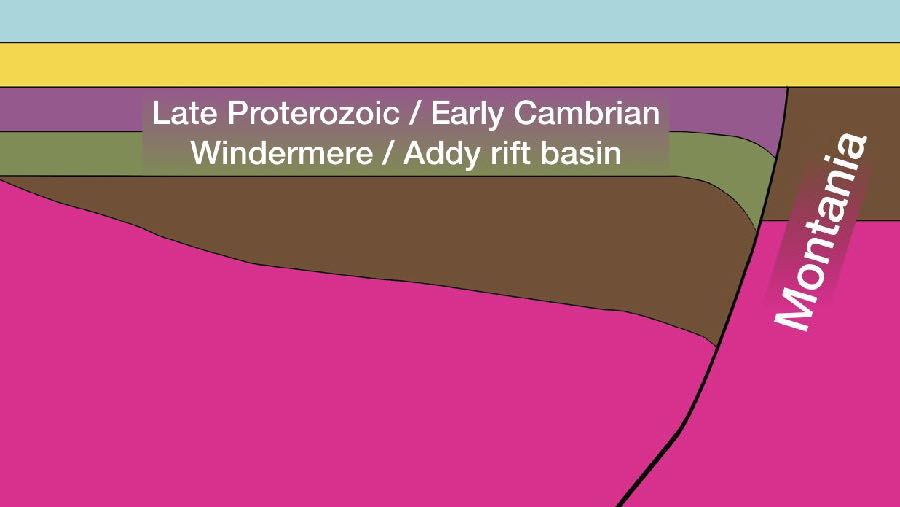 Late Proterozoic / Early Cambrian
Windermere / Addy rift basin
Montania